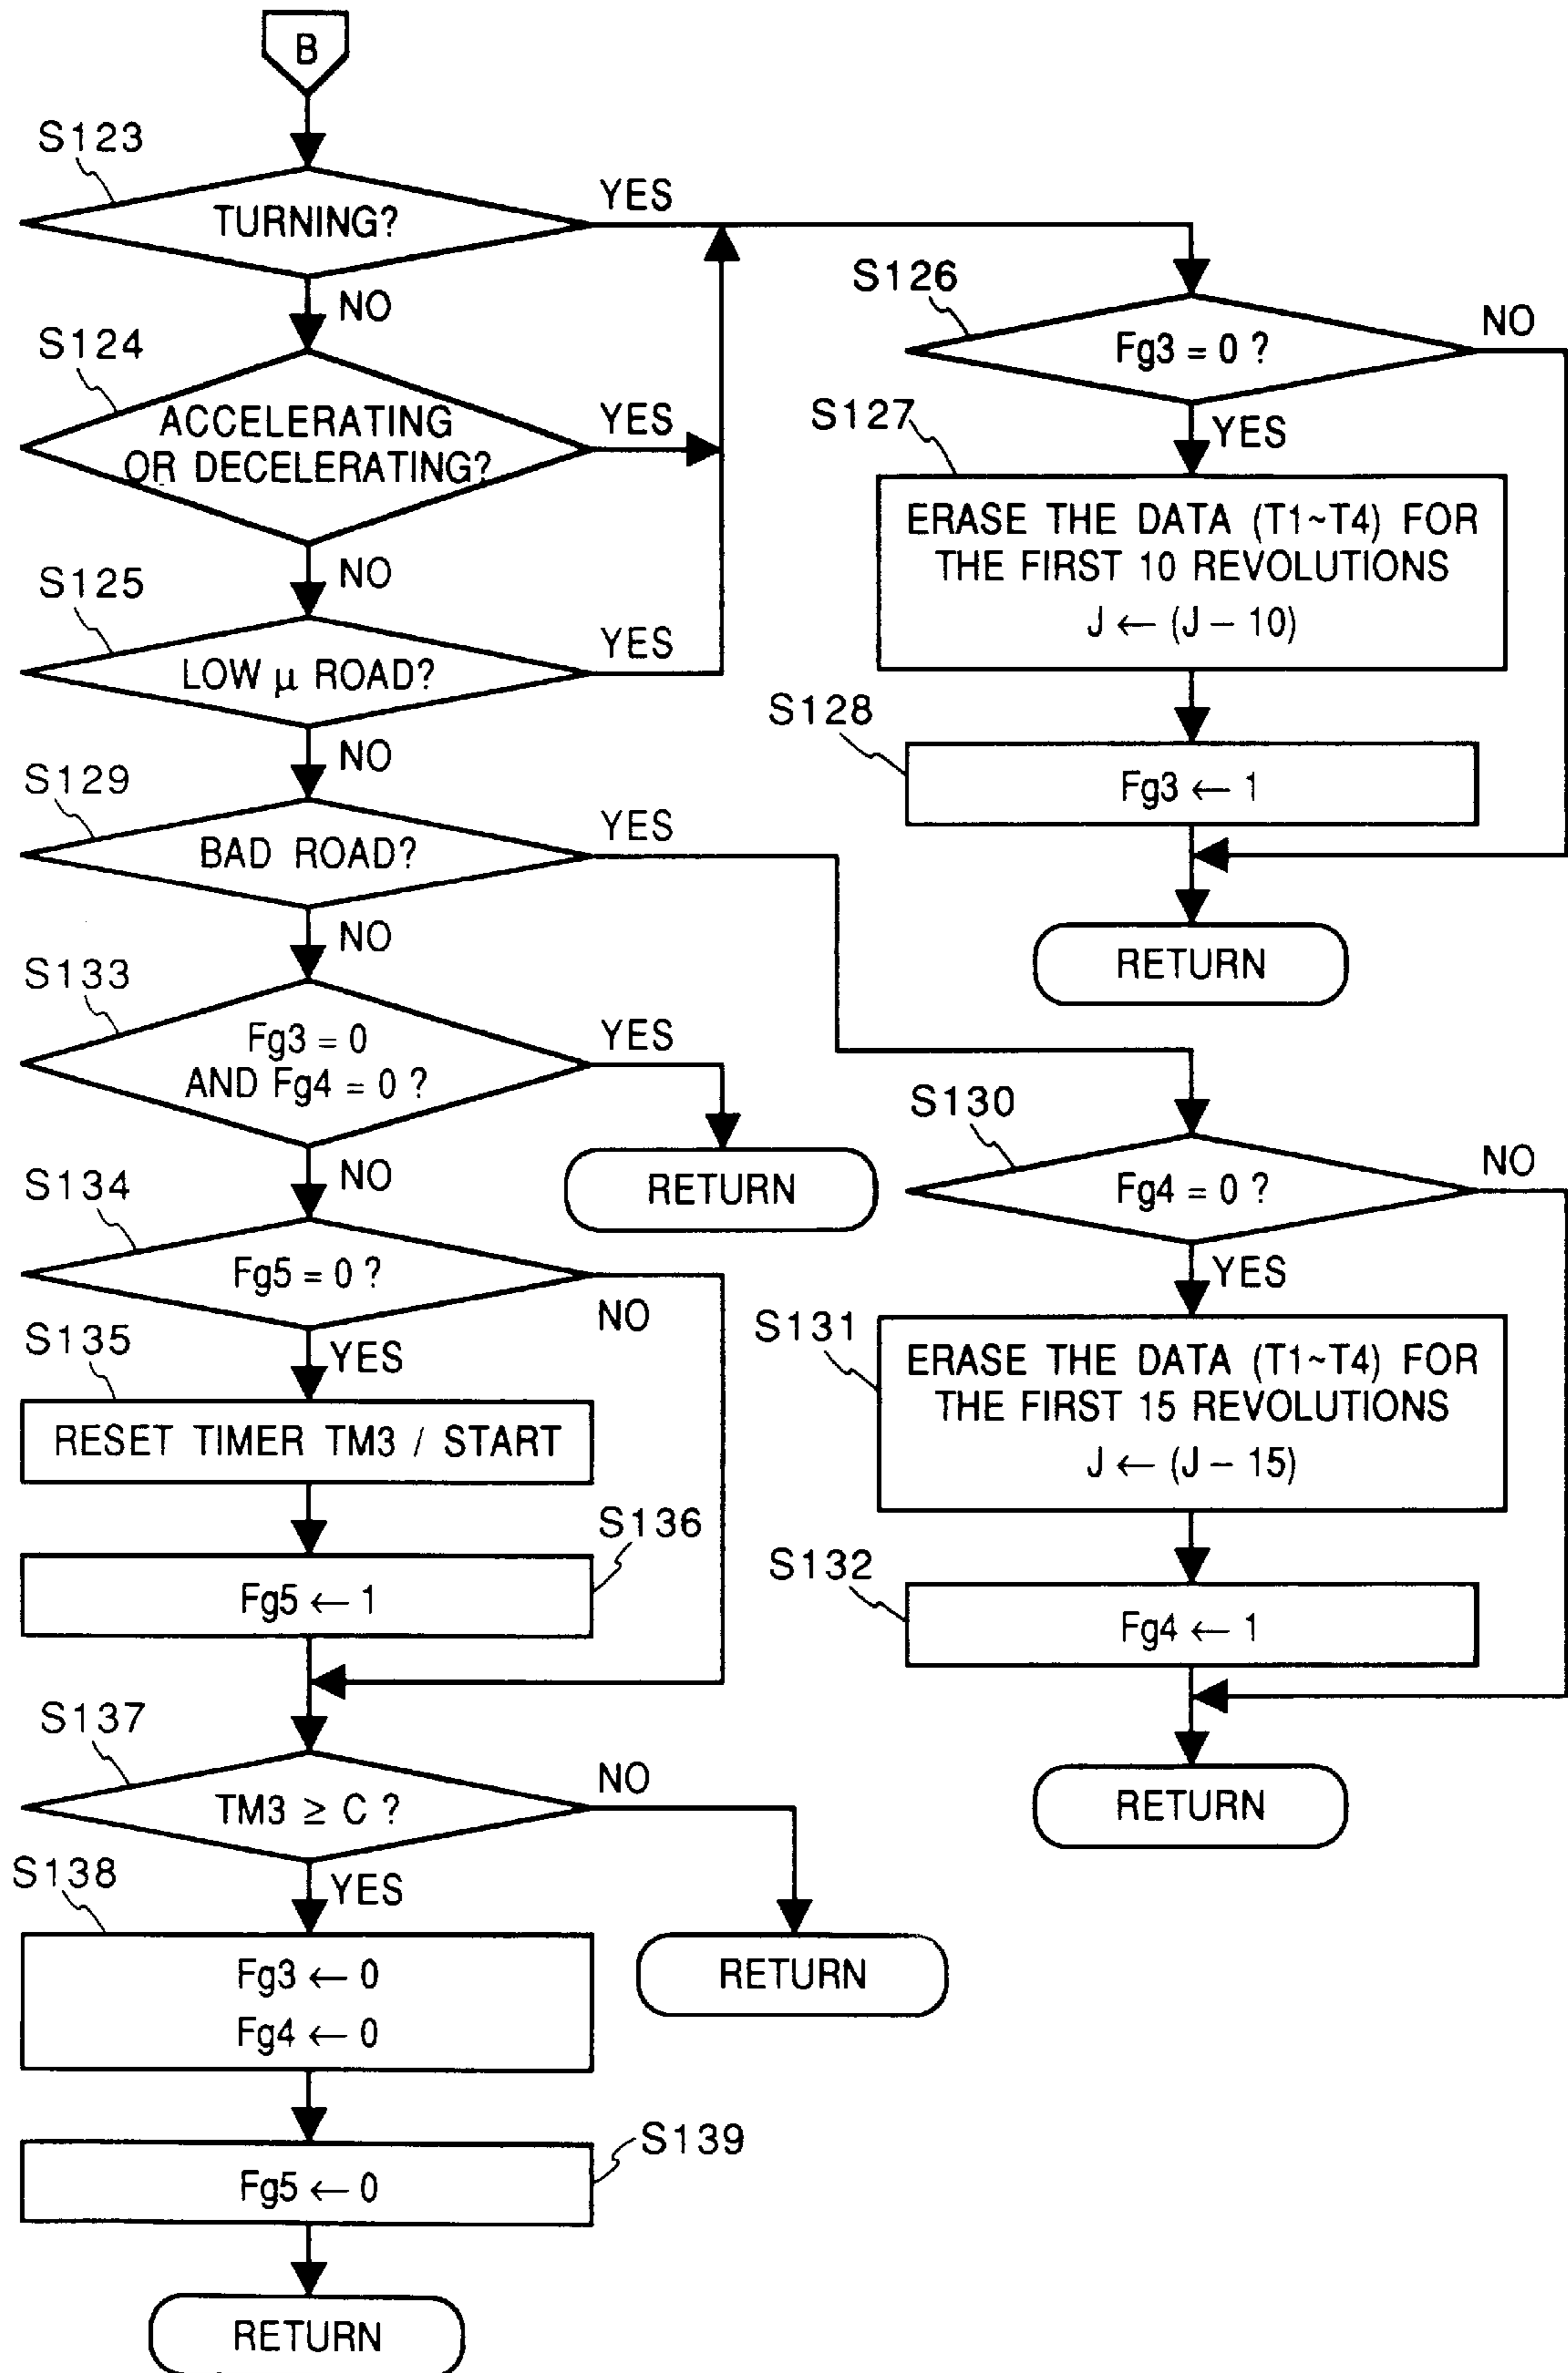 B
S123
TURNING?
YES
NO
S124
ACCELERATING
OR DECELERATING?
YES
NO
S125
LOW μ ROAD?
YES
NO
S126
Fg3 = 0 ?
NO
YES
S127
ERASE THE DATA (T1~T4) FOR
THE FIRST 10 REVOLUTIONS
J ← (J − 10)
S128
Fg3 ← 1
RETURN
S129
BAD ROAD?
YES
NO
S133
Fg3 = 0
AND Fg4 = 0 ?
YES
RETURN
NO
S130
Fg4 = 0 ?
NO
YES
S131
ERASE THE DATA (T1~T4) FOR
THE FIRST 15 REVOLUTIONS
J ← (J − 15)
S132
Fg4 ← 1
RETURN
S134
Fg5 = 0 ?
NO
YES
S135
RESET TIMER TM3 / START
S136
Fg5 ← 1
S137
TM3 ≥ C ?
NO
RETURN
YES
S138
Fg3 ← 0
Fg4 ← 0
S139
Fg5 ← 0
RETURN